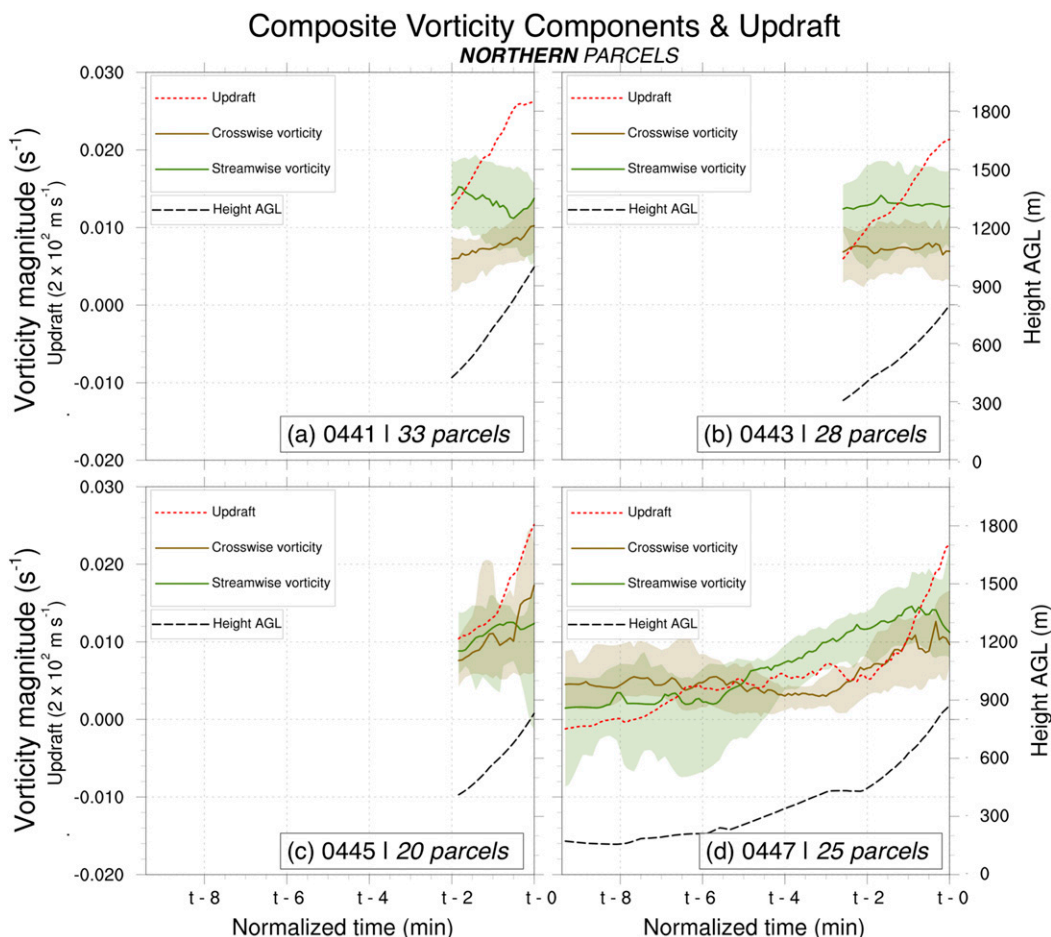 Composite Vorticity Components & Updraft
NORTHERN PARCELS
Vorticity magnitude (s-1)
Updraft (2 x 10² m s-1)
0.030
0.020
0.010
0.000
-0.010
-0.020
Updraft
Crosswise vorticity
Streamwise vorticity
Height AGL
(a) 0441 | 33 parcels
Updraft
Crosswise vorticity
Streamwise vorticity
Height AGL
(b) 0443 | 28 parcels
1800
1500
1200
900
600
300
0
Height AGL (m)
Vorticity magnitude (s-1)
Updraft (2 x 10² m s-1)
0.030
0.020
0.010
0.000
-0.010
-0.020
Updraft
Crosswise vorticity
Streamwise vorticity
Height AGL
(c) 0445 | 20 parcels
Updraft
Crosswise vorticity
Streamwise vorticity
Height AGL
(d) 0447 | 25 parcels
1800
1500
1200
900
600
300
0
Height AGL (m)
t - 8 t - 6 t - 4 t - 2 t - 0
t - 8 t - 6 t - 4 t - 2 t - 0
Normalized time (min)
Normalized time (min)